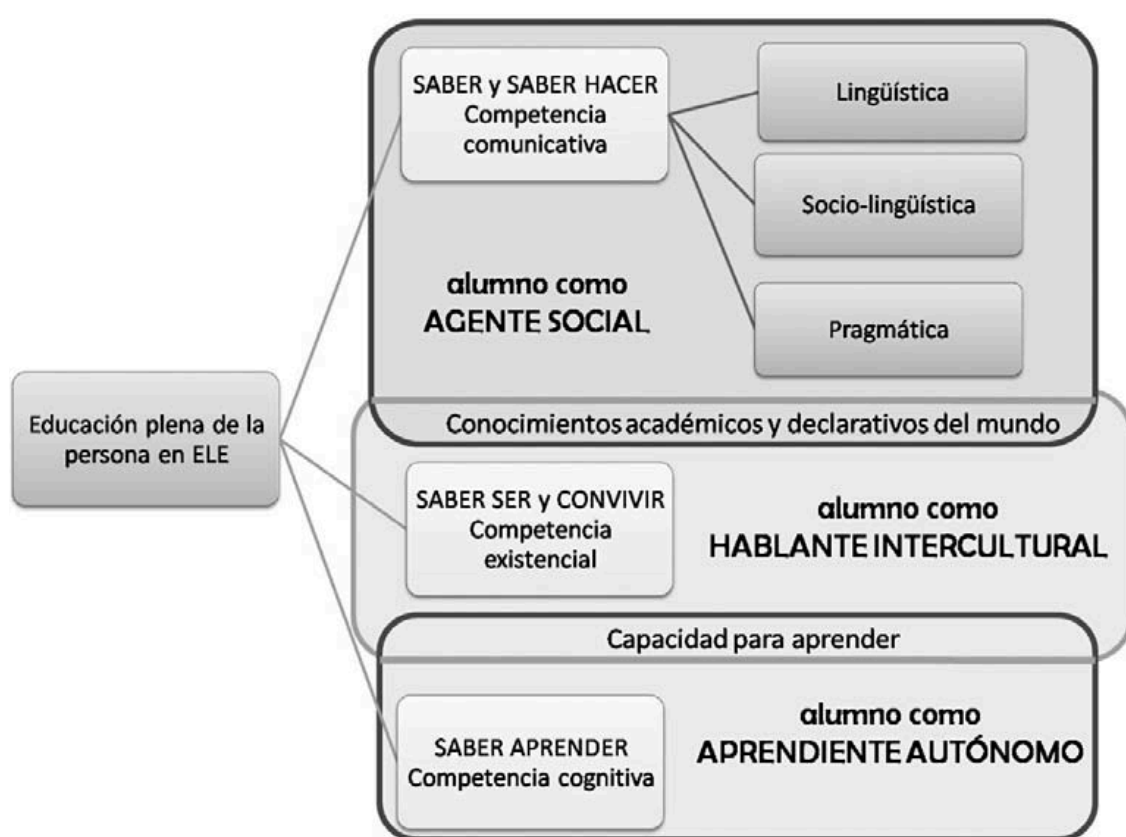 SABER y SABER HACER
Competencia
comunicativa
Lingüística
Socio-lingüística
Pragmática
alumno como
AGENTE SOCIAL
Educación plena de la
persona en ELE
Conocimientos académicos y declarativos del mundo
SABER SER y CONVIVIR
Competencia
existencial
alumno como
HABLANTE INTERCULTURAL
Capacidad para aprender
SABER APRENDER
Competencia cognitiva
alumno como
APRENDIENTE AUTÓNOMO